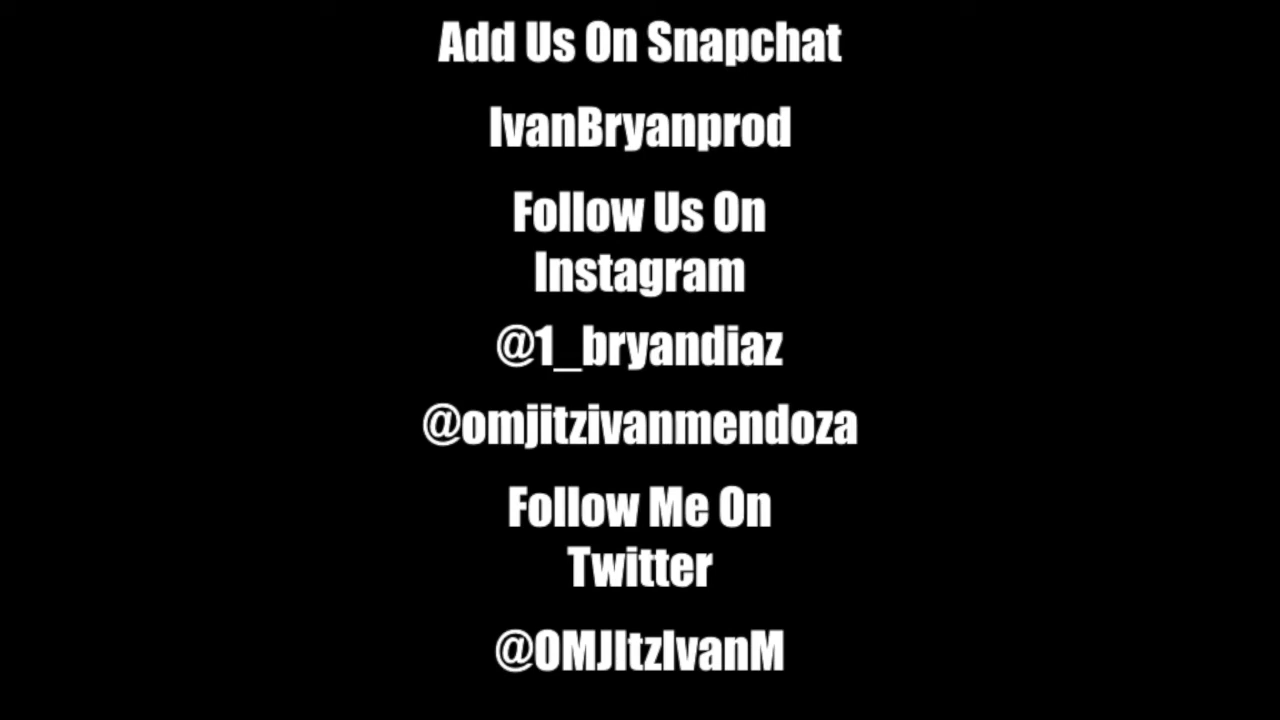 Add Us On Snapchat
IvanBryanprod
Follow Us On
Instagram
@1_bryandiaz
@omjitzivanmendoza
Follow Me On
Twitter
@OMJItzIvanM